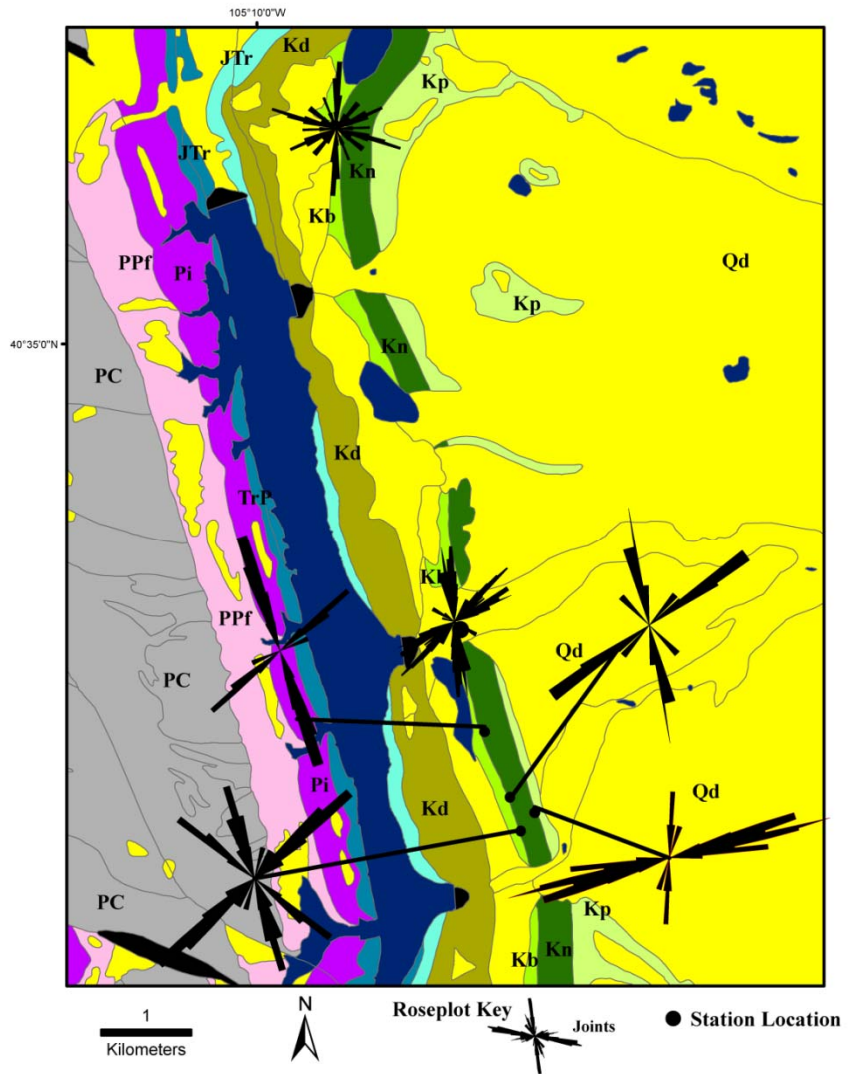 105°10'0"W
JTr
Kd
Kp
JTr
Kn
Kb
PPf
Pi
Qd
Kp
40°35'0"N
Kn
PC
Kd
TrP
PPf
Qd
PC
Pi
Kd
Qd
PC
Kp
Kb
Kn
1
Kilometers
N
Roseplot Key
Joints
Station Location